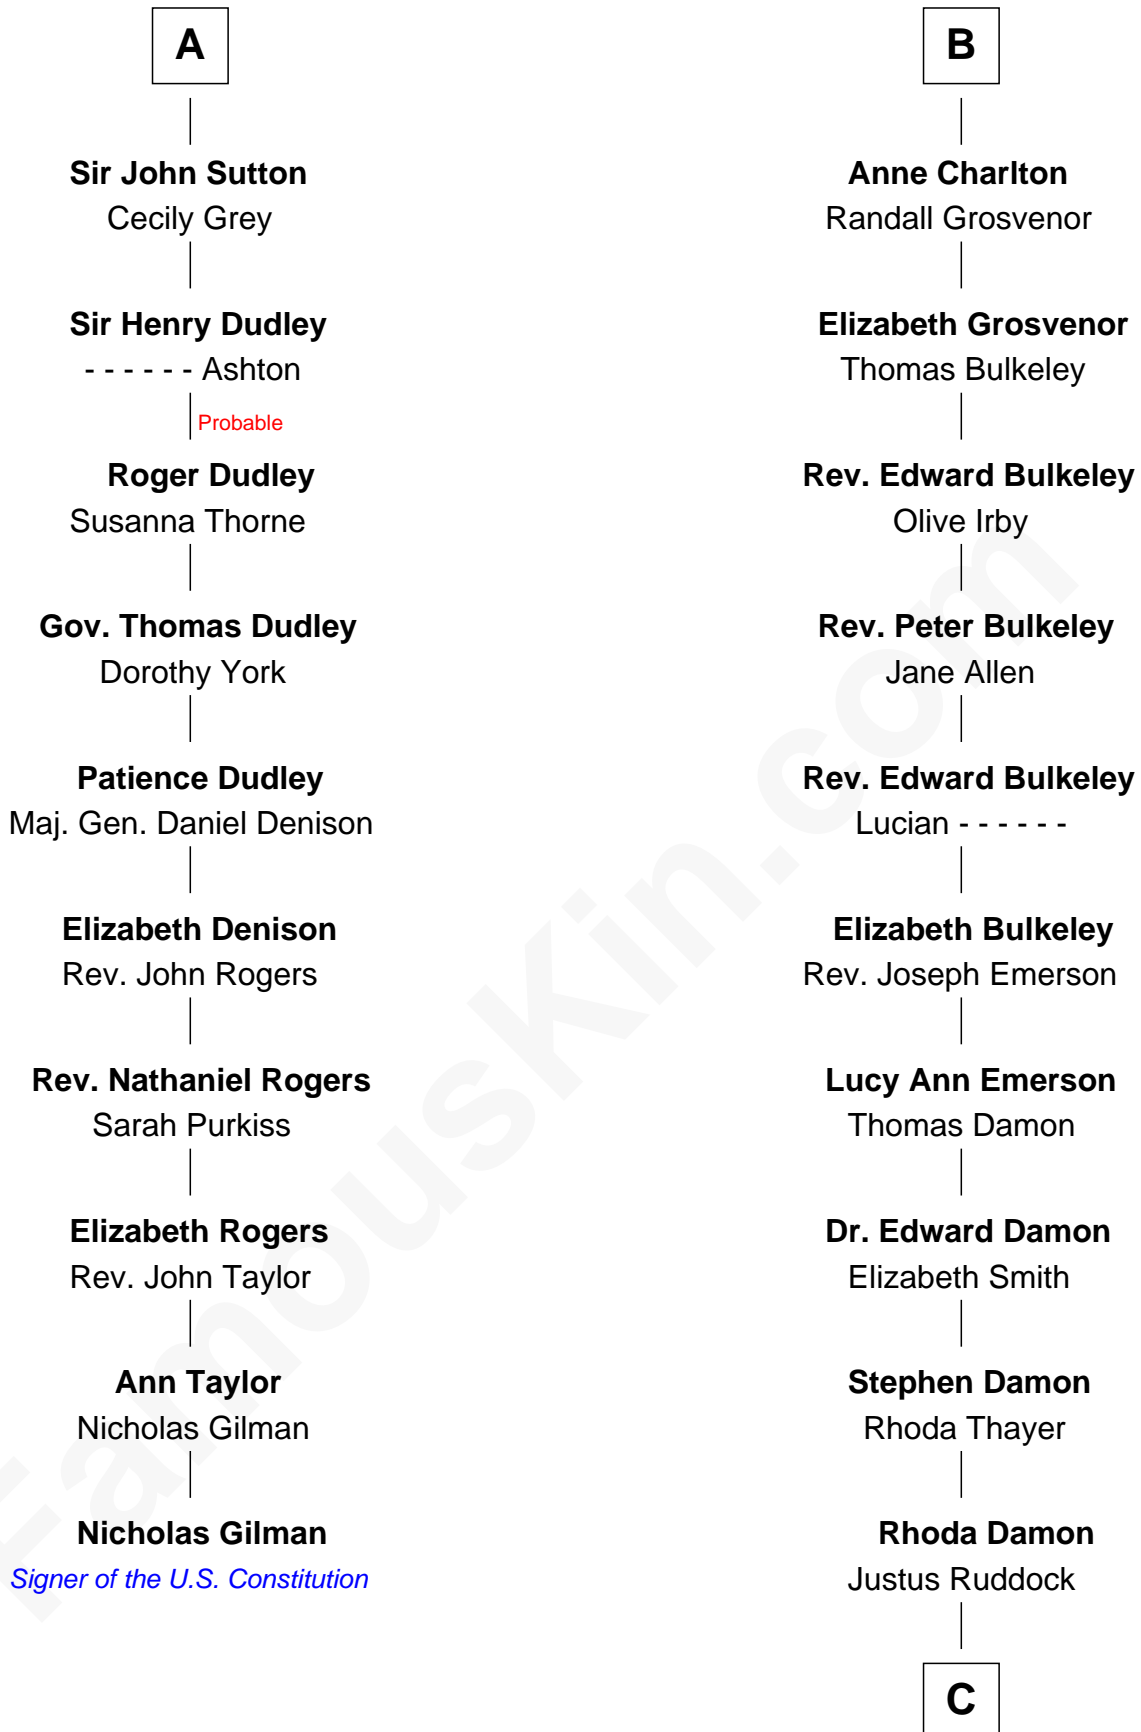 A
Sir John Sutton
Cecily Grey
Sir Henry Dudley
- - - - - - Ashton
Probable
Roger Dudley
Susanna Thorne
Gov. Thomas Dudley
Dorothy York
Patience Dudley
Maj. Gen. Daniel Denison
Elizabeth Denison
Rev. John Rogers
Rev. Nathaniel Rogers
Sarah Purkiss
Elizabeth Rogers
Rev. John Taylor
Ann Taylor
Nicholas Gilman
Nicholas Gilman
Signer of the U.S. Constitution
B
Anne Charlton
Randall Grosvenor
Elizabeth Grosvenor
Thomas Bulkeley
Rev. Edward Bulkeley
Olive Irby
Rev. Peter Bulkeley
Jane Allen
Rev. Edward Bulkeley
Lucian - - - - - -
Elizabeth Bulkeley
Rev. Joseph Emerson
Lucy Ann Emerson
Thomas Damon
Dr. Edward Damon
Elizabeth Smith
Stephen Damon
Rhoda Thayer
Rhoda Damon
Justus Ruddock
C
FamousKin.com